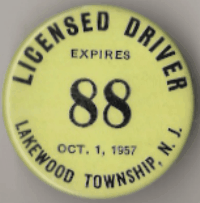 LICENSED DRIVER
EXPIRES
88
OCT. 1, 1957
LAKEWOOD TOWNSHIP, N. J.